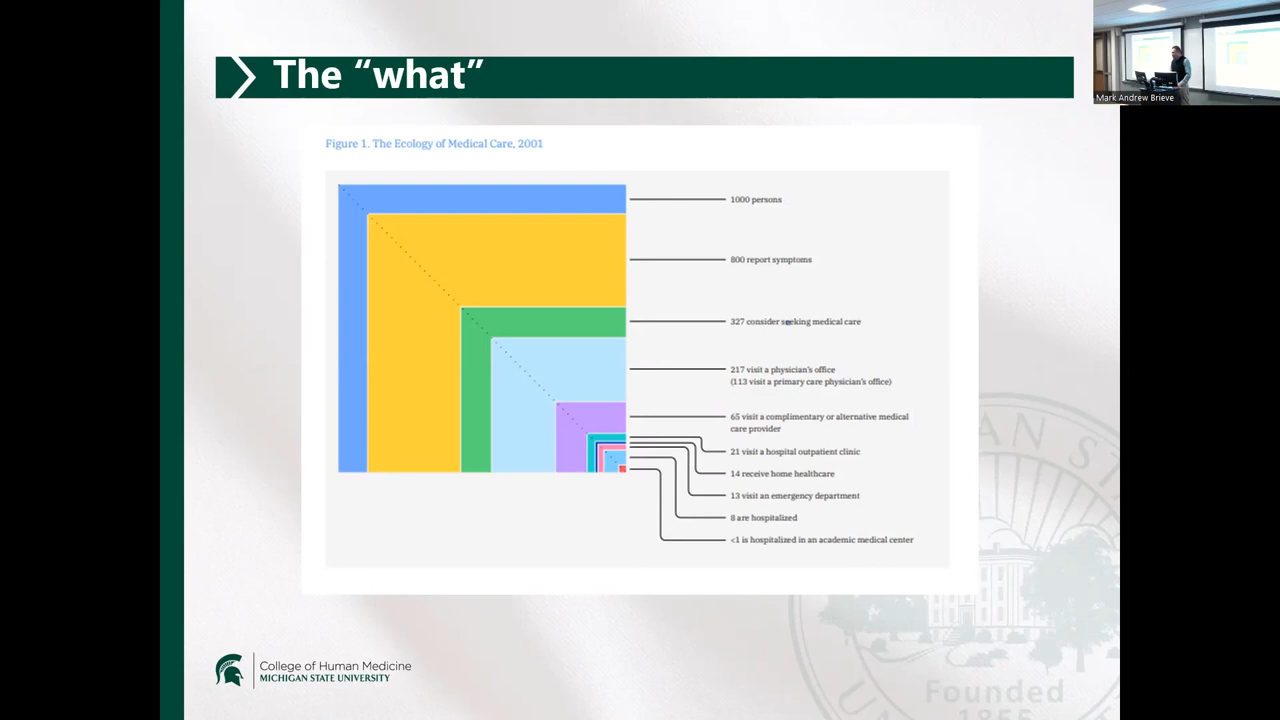 The “what”
Mark Andrew Brieve
Figure 1. The Ecology of Medical Care, 2001
1000 persons
800 report symptoms
327 consider seeking medical care
217 visit a physician's office
(113 visit a primary care physician's office)
65 visit a complimentary or alternative medical
care provider
21 visit a hospital outpatient clinic
14 receive home healthcare
13 visit an emergency department
8 are hospitalized
<1 is hospitalized in an academic medical center
College of Human Medicine
MICHIGAN STATE UNIVERSITY
AN ST
Founded
1855